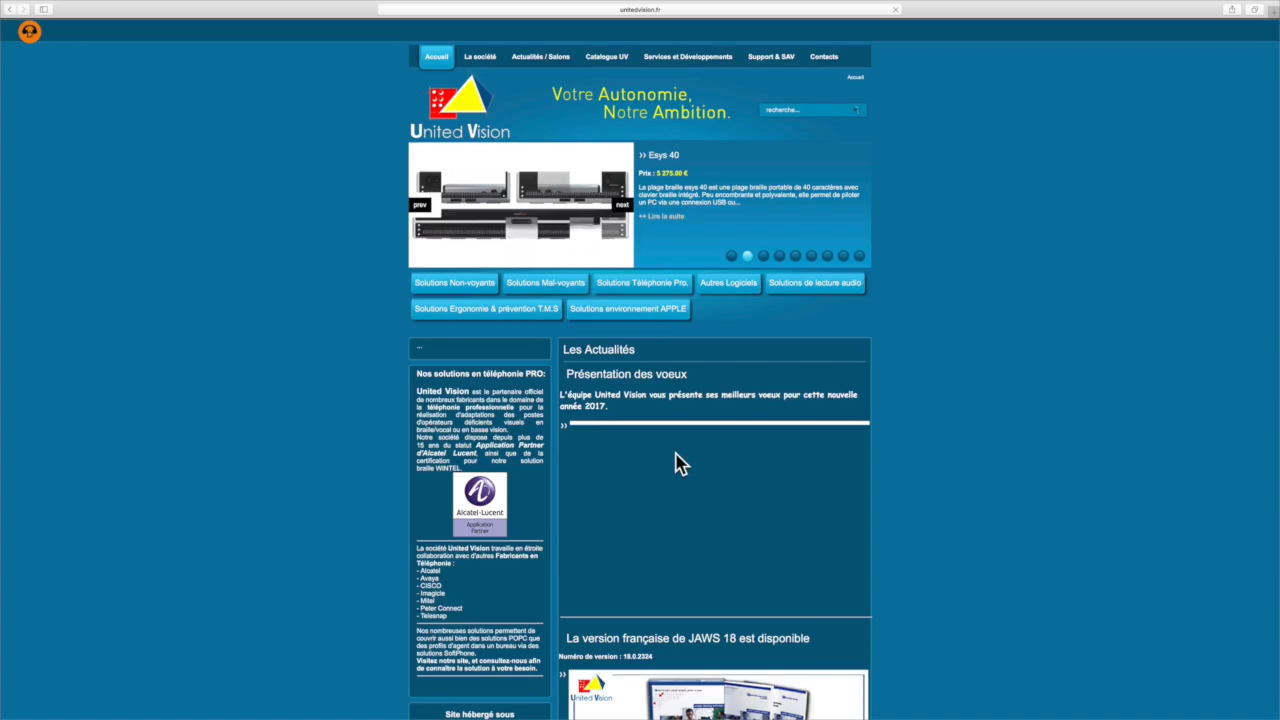 unitedvision.fr
Accueil La société Actualités / Salons Catalogue UV Services et Développements Support & SAV Contacts
Accueil
Votre Autonomie,
Notre Ambition.
recherche...
United Vision
Esys 40
Prix : 5 275.00 €
La plage braille esys 40 est une plage braille portable de 40 caractères avec
clavier braille intégré. Peu encombrante et polyvalente, elle permet de piloter
un PC via une connexion USB ou...
Lire la suite
prev
next
Solutions Non-voyants Solutions Mal-voyants Solutions Téléphonie Pro. Autres Logiciels Solutions de lecture audio
Solutions Ergonomie & prévention T.M.S Solutions environnement APPLE
...
Nos solutions en téléphonie PRO:
United Vision est le partenaire officiel
de nombreux fabricants dans le domaine de
la téléphonie professionnelle pour la
réalisation d'adaptations des postes
d'opérateurs déficients visuels en
braille/vocal ou en basse vision.
Notre société dispose depuis plus de
15 ans du statut Application Partner
d'Alcatel Lucent, ainsi que de la
certification pour notre solution
braille WINTEL.
Alcatel-Lucent
Application
Partner
La société United Vision travaille en étroite
collaboration avec d'autres Fabricants en
Téléphonie :
- Alcatel
- Avaya
- CISCO
- Imagicle
- Mitel
- Peter Connect
- Telesnap
Nos nombreuses solutions permettent de
couvrir aussi bien des solutions POPC que
des profils d'agent dans un bureau via des
solutions SoftPhone.
Visitez notre site, et consultez-nous afin
de connaître la solution à votre besoin.
Site hébergé sous
Les Actualités
Présentation des voeux
L'équipe United Vision vous présente ses meilleurs voeux pour cette nouvelle
année 2017.
La version française de JAWS 18 est disponible
Numéro de version : 18.0.2324
United Vision